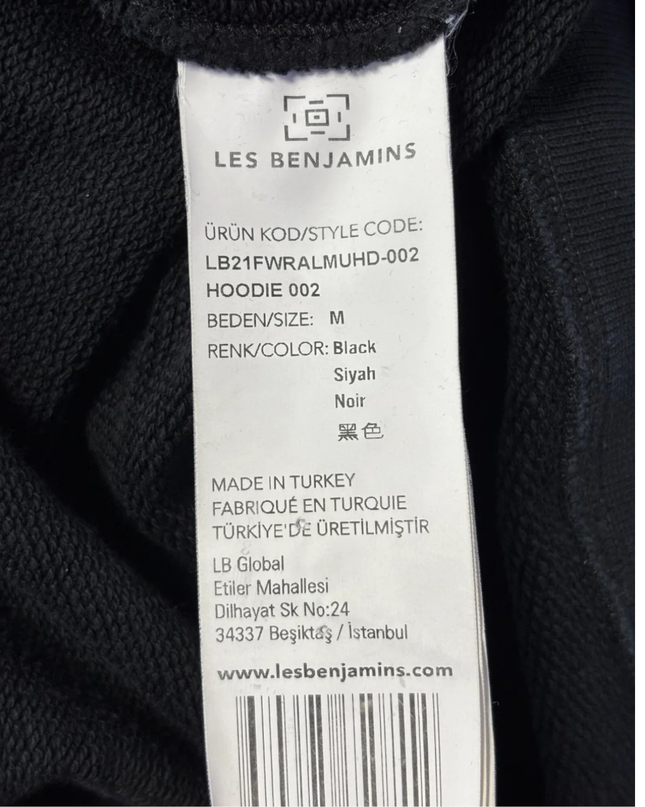 LES BENJAMINS
ÜRÜN KOD/STYLE CODE:
LB21FWRALMUHD-002
HOODIE 002
BEDEN/SIZE: M
RENK/COLOR: Black
Siyah
Noir
黑色
MADE IN TURKEY
FABRIQUÉ EN TURQUIE
TÜRKİYE'DE ÜRETİLMİŞTİR
LB Global
Etiler Mahallesi
Dilhayat Sk No:24
34337 Beşiktaş / İstanbul
www.lesbenjamins.com